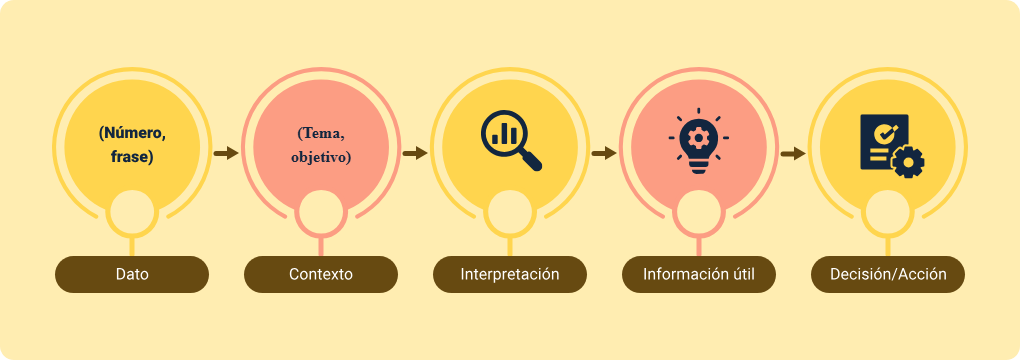 (Número,
frase)
(Tema,
objetivo)
Dato
Contexto
Interpretación
Información útil
Decisión/Acción